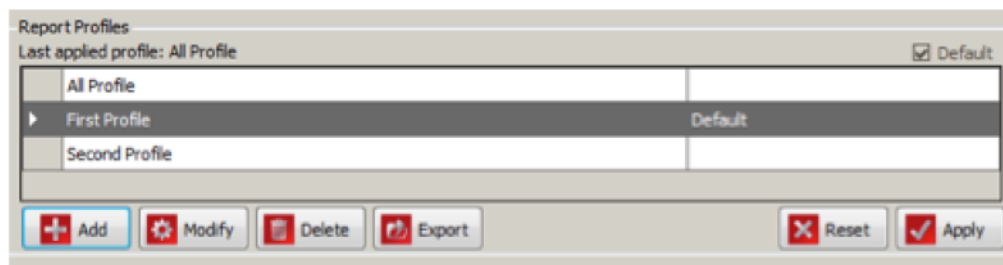 Report Profiles
Last applied profile: All Profile Default
All Profile
First Profile Default
Second Profile
Add Modify Delete Export Reset Apply